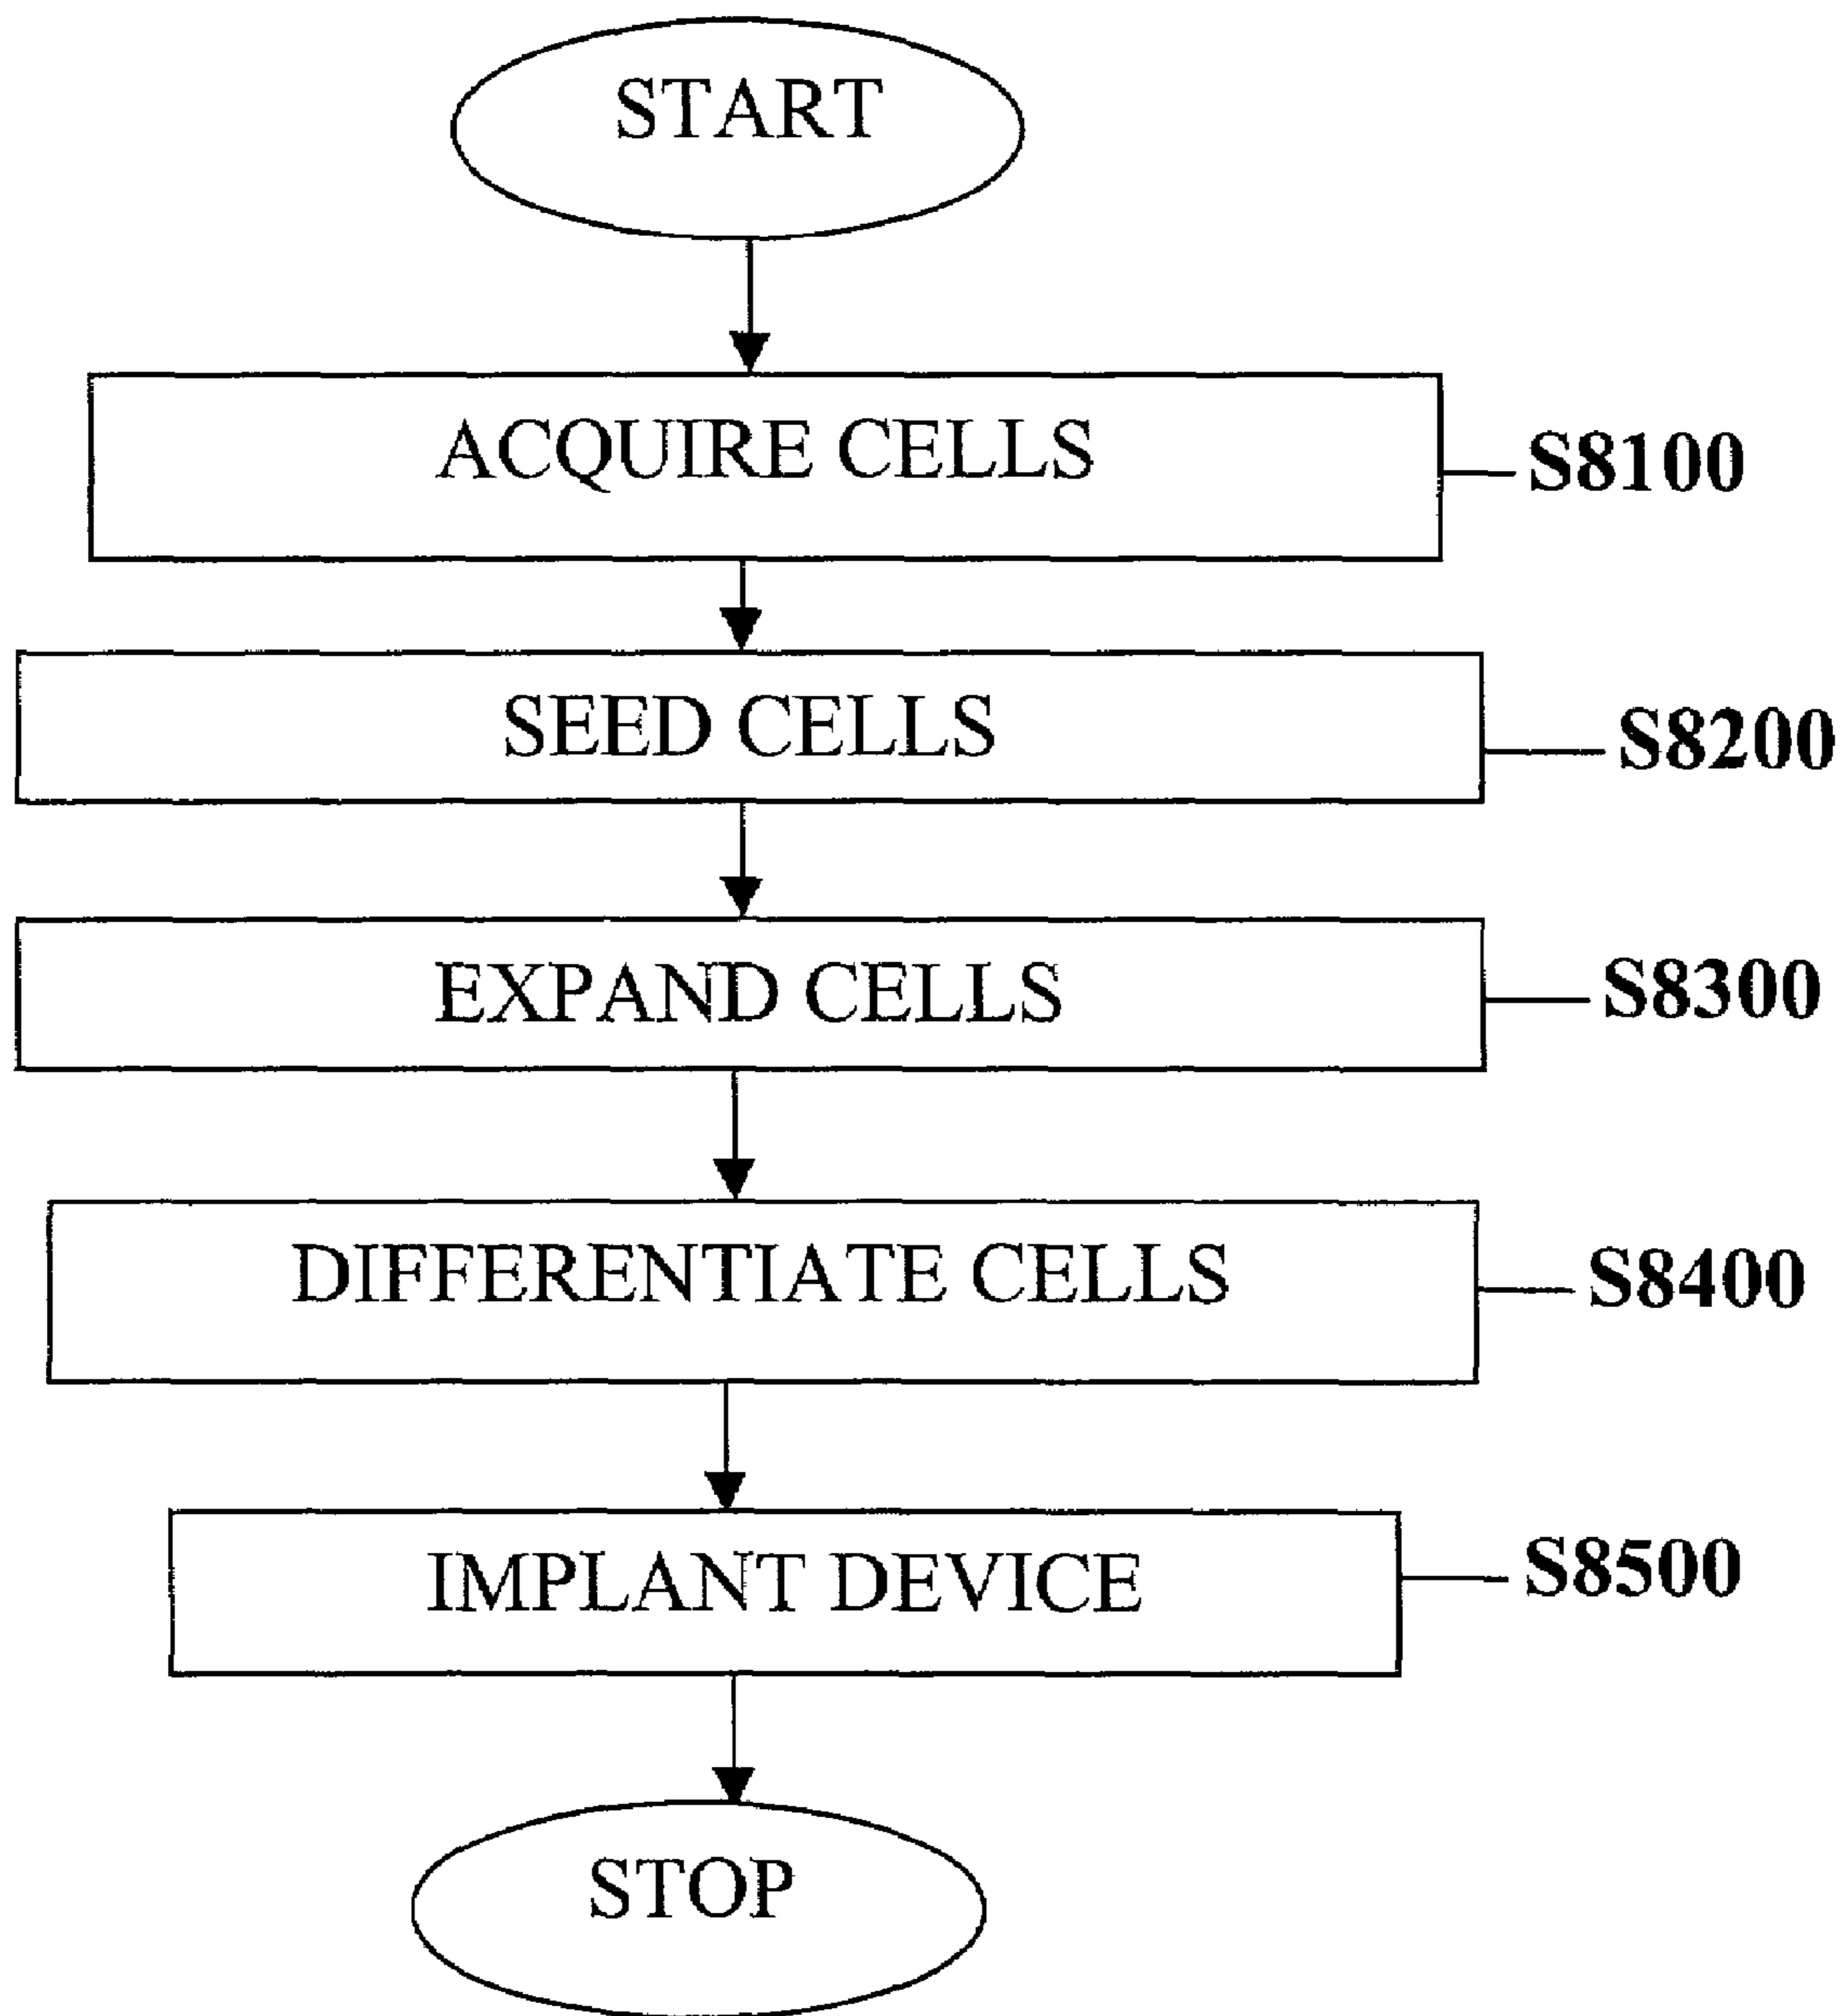 START
ACQUIRE CELLS
S8100
SEED CELLS
S8200
EXPAND CELLS
S8300
DIFFERENTIATE CELLS
S8400
IMPLANT DEVICE
S8500
STOP